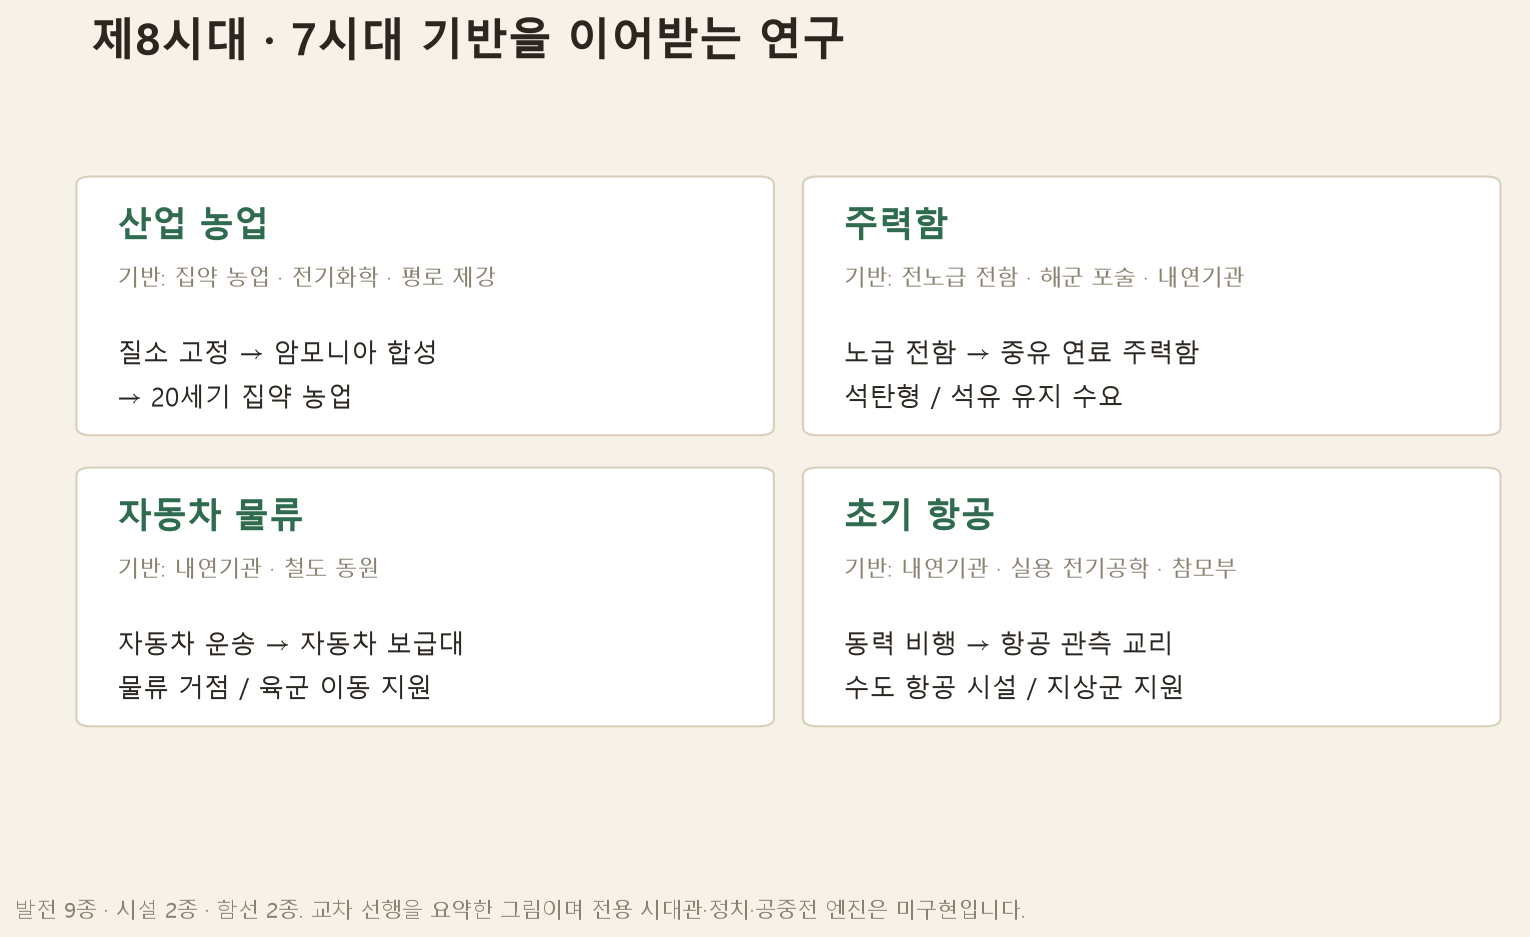 제8시대 · 7시대 기반을 이어받는 연구
산업 농업
기반: 집약 농업 · 전기화학 · 평로 제강
질소 고정 → 암모니아 합성
→ 20세기 집약 농업
주력함
기반: 전노급 전함 · 해군 포술 · 내연기관
노급 전함 → 중유 연료 주력함
석탄형 / 석유 유지 수요
자동차 물류
기반: 내연기관 · 철도 동원
자동차 운송 → 자동차 보급대
물류 거점 / 육군 이동 지원
초기 항공
기반: 내연기관 · 실용 전기공학 · 참모부
동력 비행 → 항공 관측 교리
수도 항공 시설 / 지상군 지원
발전 9종 · 시설 2종 · 함선 2종. 교차 선행을 요약한 그림이며 전용 시대관·정치·공중전 엔진은 미구현입니다.